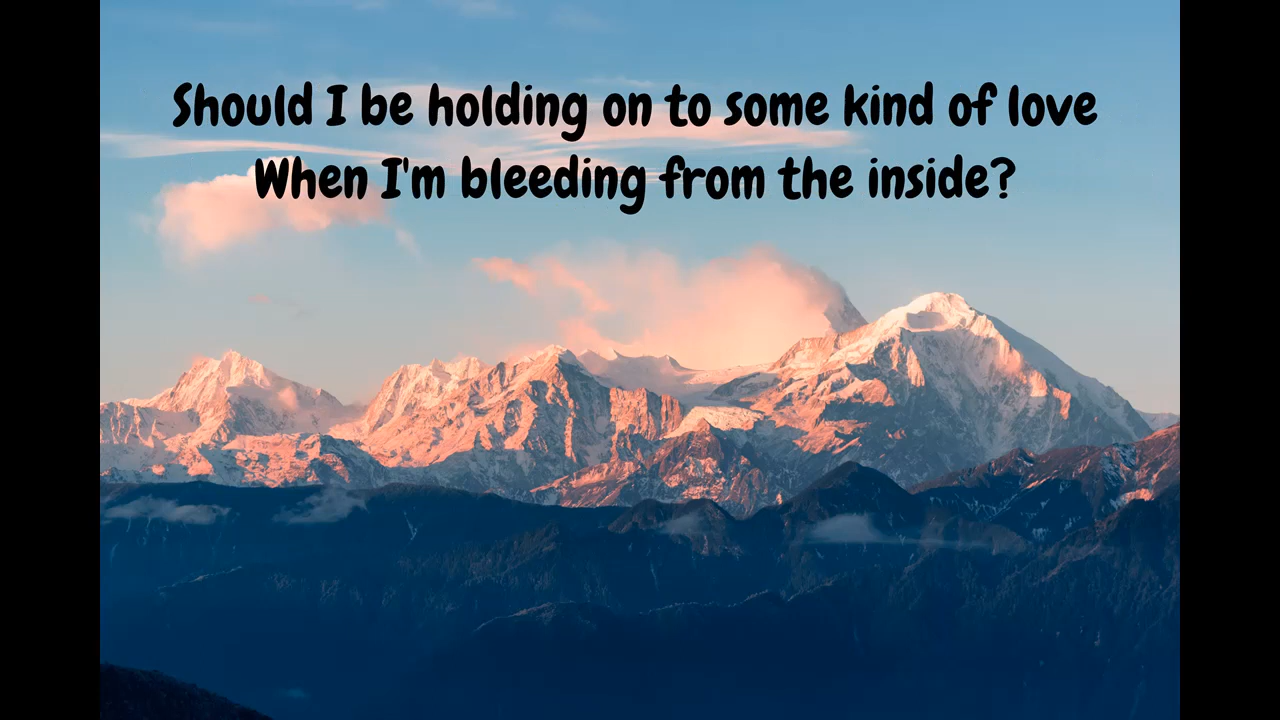 Should I be holding on to some kind of love
When I'm bleeding from the inside?